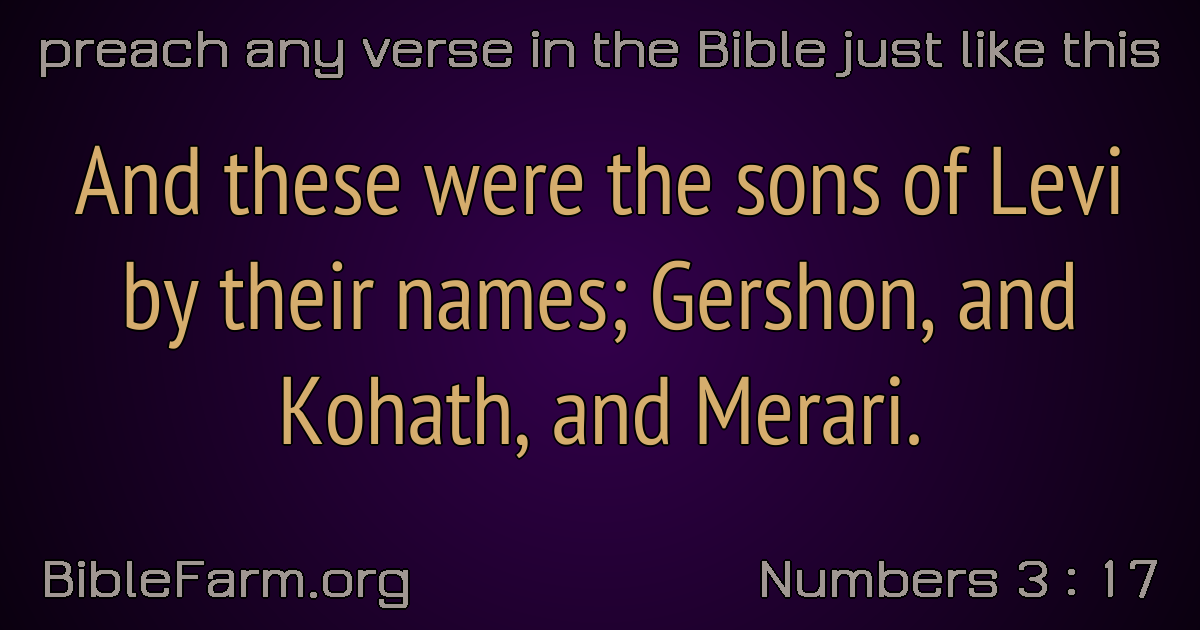 preach any verse in the Bible just like this
And these were the sons of Levi
by their names; Gershon, and
Kohath, and Merari.
BibleFarm.org
Numbers 3 : 17